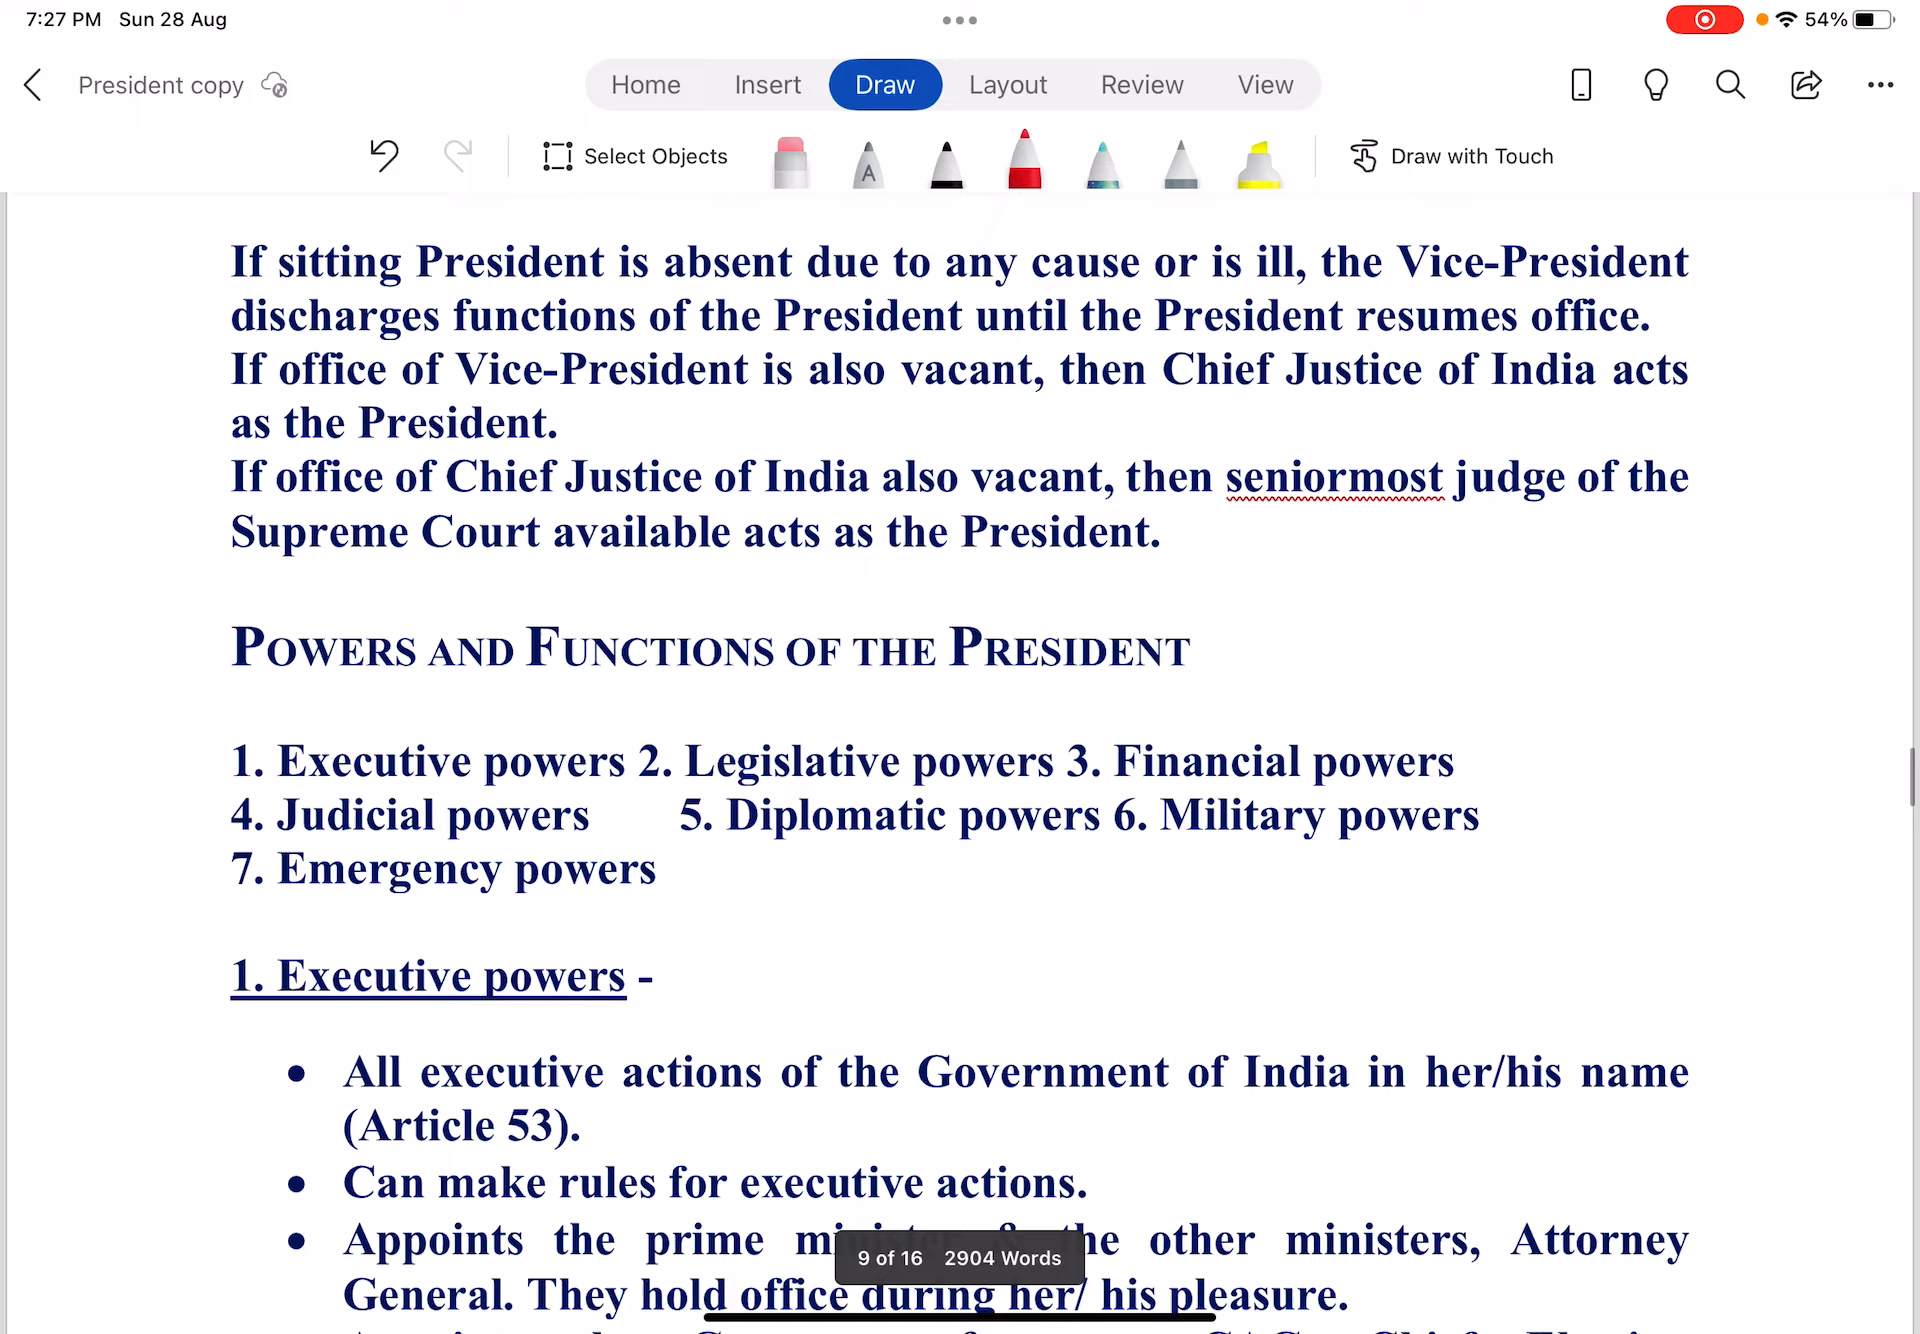 7:27 PM Sun 28 Aug
54%
President copy
Home Insert Draw Layout Review View
Select Objects
A
Draw with Touch
If sitting President is absent due to any cause or is ill, the Vice-President
discharges functions of the President until the President resumes office.
If office of Vice-President is also vacant, then Chief Justice of India acts
as the President.
If office of Chief Justice of India also vacant, then seniormost judge of the
Supreme Court available acts as the President.
POWERS AND FUNCTIONS OF THE PRESIDENT
1. Executive powers 2. Legislative powers 3. Financial powers
4. Judicial powers 5. Diplomatic powers 6. Military powers
7. Emergency powers
1. Executive powers -
• All executive actions of the Government of India in her/his name
(Article 53).
• Can make rules for executive actions.
• Appoints the prime minister & the other ministers, Attorney
General. They hold office during her/ his pleasure.
9 of 16 2904 Words